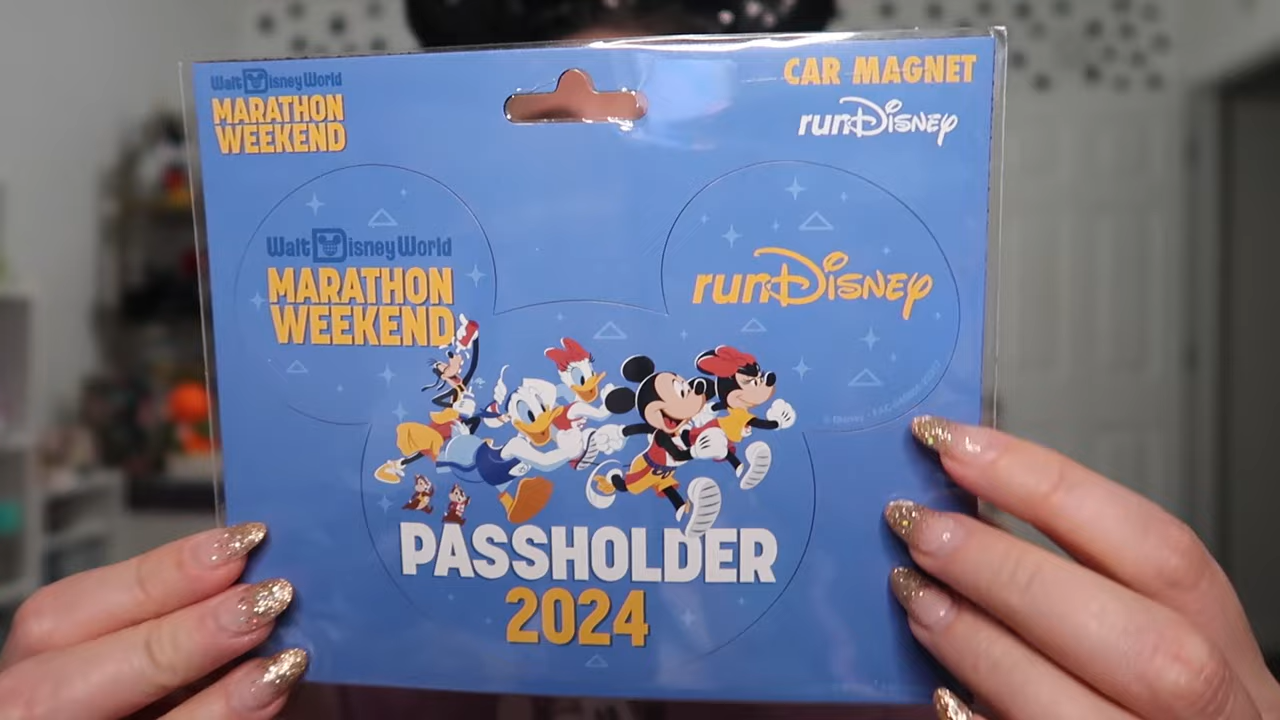 Walt Disney World
MARATHON
WEEKEND
CAR MAGNET
runDisney
Walt Disney World
MARATHON
WEEKEND
runDisney
PASSHOLDER
2024